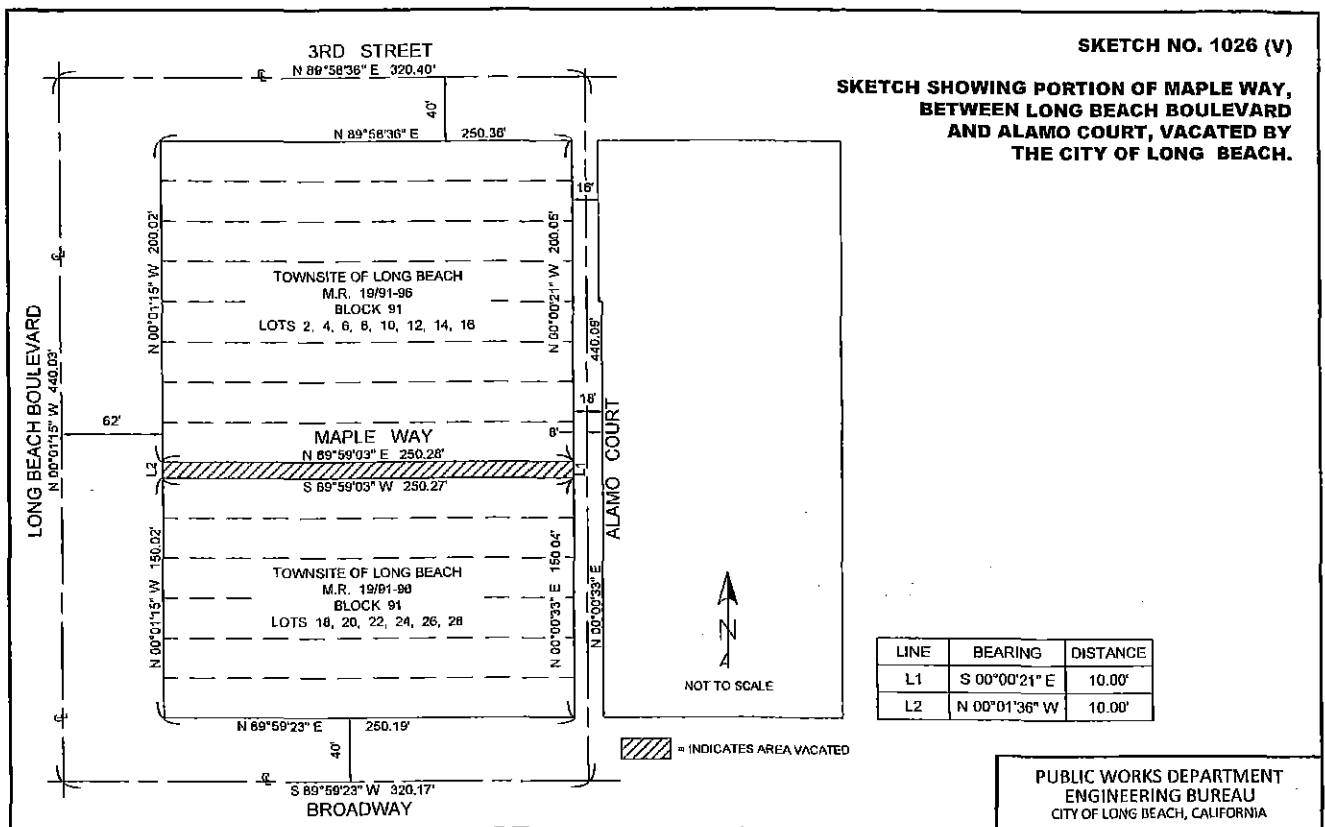 SKETCH NO. 1026 (V)
SKETCH SHOWING PORTION OF MAPLE WAY,
BETWEEN LONG BEACH BOULEVARD
AND ALAMO COURT, VACATED BY
THE CITY OF LONG BEACH.
3RD STREET
N 89°58'36" E 320.40'
40'
N 89°58'36" E 250.36'
16'
N 00°01'15" W 200.02'
N 00°00'21" W 200.05'
TOWNSITE OF LONG BEACH
M.R. 19/91-96
BLOCK 91
LOTS 2, 4, 6, 8, 10, 12, 14, 16
LONG BEACH BOULEVARD
N 00°01'15" W 440.03'
440.09'
62'
18'
8'
MAPLE WAY
N 89°59'03" E 250.28'
L2
L1
S 89°59'03" W 250.27'
ALAMO COURT
N 00°01'15" W 150.02'
N 00°00'33" E 150.04'
N 00°00'33" E
TOWNSITE OF LONG BEACH
M.R. 19/91-96
BLOCK 91
LOTS 18, 20, 22, 24, 26, 28
N
NOT TO SCALE
LINE BEARING DISTANCE
L1 S 00°00'21" E 10.00'
L2 N 00°01'36" W 10.00'
N 89°59'23" E 250.19'
40'
= INDICATES AREA VACATED
S 89°59'23" W 320.17'
BROADWAY
PUBLIC WORKS DEPARTMENT
ENGINEERING BUREAU
CITY OF LONG BEACH, CALIFORNIA